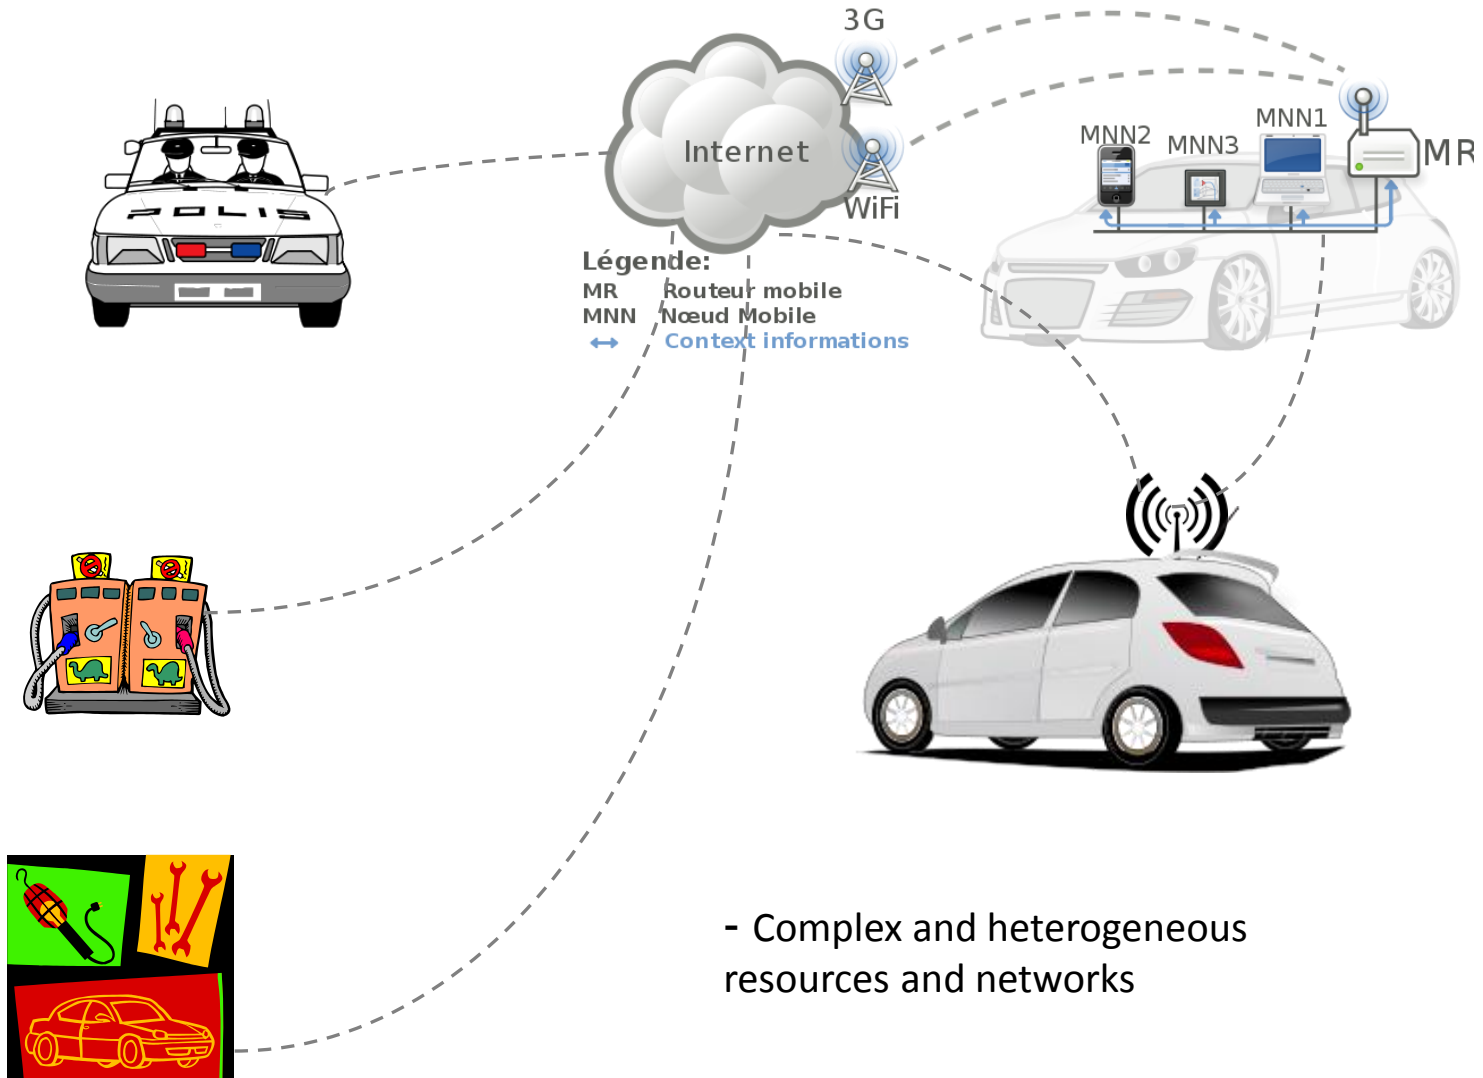 3G
Internet
WiFi
MNN2
MNN3
MNN1
MR
POLIS
Légende:
MR Routeur mobile
MNN Nœud Mobile
Context informations
- Complex and heterogeneous
resources and networks